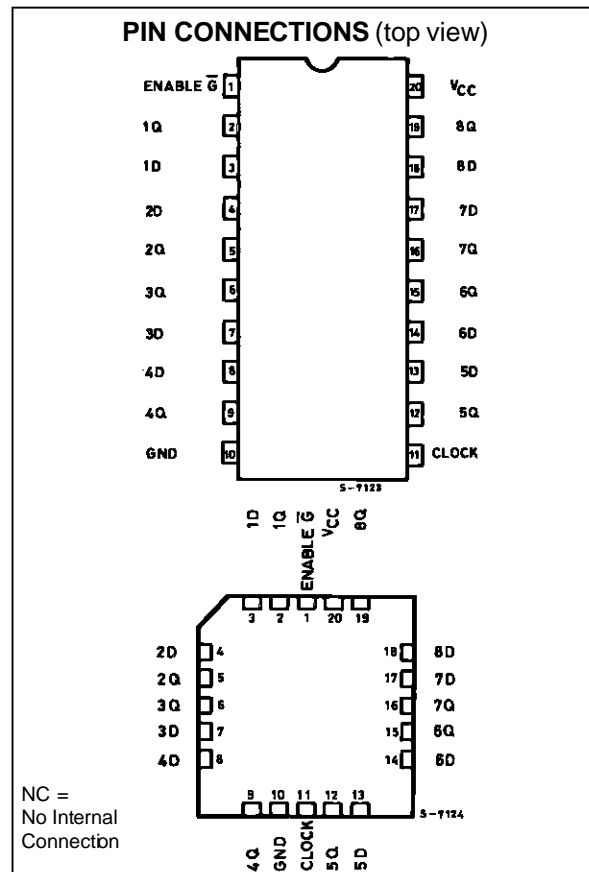 PIN CONNECTIONS (top view)
ENABLE G̅ 1 20 VCC
1Q 2 19 8Q
1D 3 18 8D
2D 4 17 7D
2Q 5 16 7Q
3Q 6 15 6Q
3D 7 14 6D
4D 8 13 5D
4Q 9 12 5Q
GND 10 11 CLOCK
S-7123
1D 1Q ENABLE G̅ VCC 8Q
3 2 1 20 19
2D 4 18 8D
2Q 5 17 7D
3Q 6 16 7Q
3D 7 15 6Q
4D 8 14 6D
9 10 11 12 13
4Q GND CLOCK 5Q 5D
S-7124
NC =
No Internal
Connection